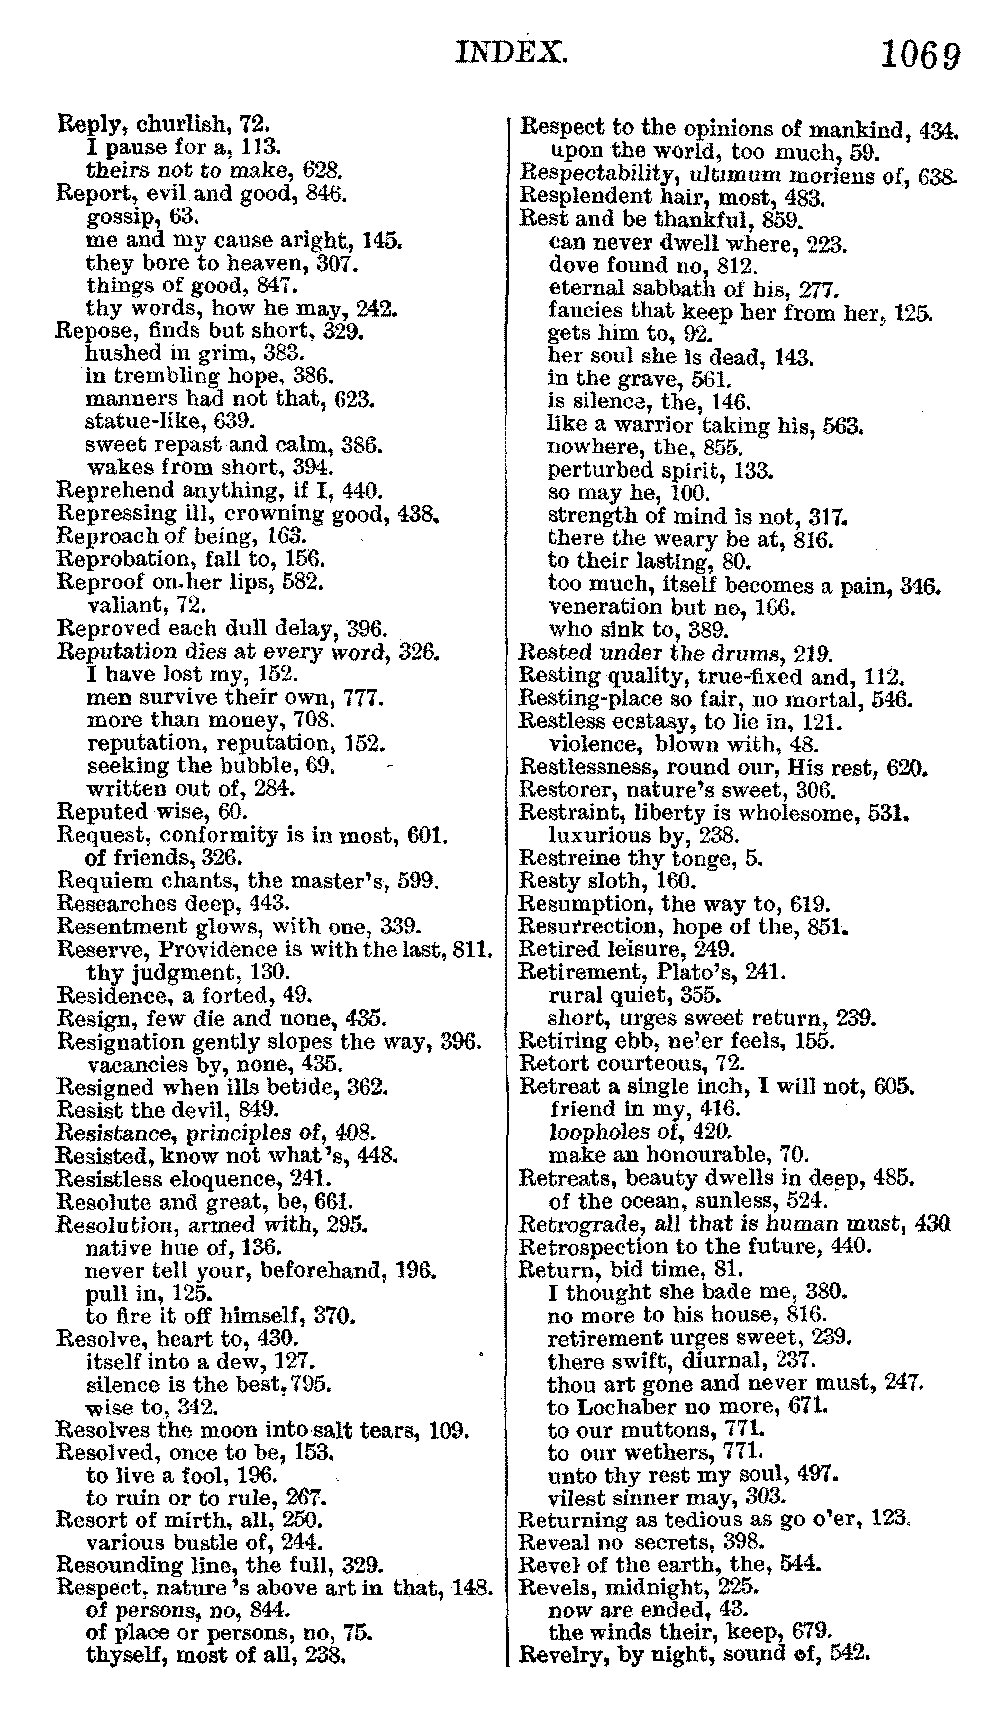 INDEX. 1069
Reply, churlish, 72.
I pause for a, 113.
theirs not to make, 628.
Report, evil and good, 846.
gossip, 63.
me and my cause aright, 145.
they bore to heaven, 307.
things of good, 847.
thy words, how he may, 242.
Repose, finds but short, 329.
hushed in grim, 383.
in trembling hope, 386.
manners had not that, 623.
statue-like, 639.
sweet repast and calm, 386.
wakes from short, 394.
Reprehend anything, if I, 440.
Repressing ill, crowning good, 438.
Reproach of being, 163.
Reprobation, fall to, 156.
Reproof on her lips, 582.
valiant, 72.
Reproved each dull delay, 396.
Reputation dies at every word, 326.
I have lost my, 152.
men survive their own, 777.
more than money, 708.
reputation, reputation, 152.
seeking the bubble, 69.
written out of, 284.
Reputed wise, 60.
Request, conformity is in most, 601.
of friends, 326.
Requiem chants, the master's, 599.
Researches deep, 443.
Resentment glows, with one, 339.
Reserve, Providence is with the last, 811.
thy judgment, 130.
Residence, a forted, 49.
Resign, few die and none, 435.
Resignation gently slopes the way, 396.
vacancies by, none, 435.
Resigned when ills betide, 362.
Resist the devil, 849.
Resistance, principles of, 408.
Resisted, know not what's, 448.
Resistless eloquence, 241.
Resolute and great, be, 661.
Resolution, armed with, 295.
native hue of, 136.
never tell your, beforehand, 196.
pull in, 125.
to fire it off himself, 370.
Resolve, heart to, 430.
itself into a dew, 127.
silence is the best, 795.
wise to, 342.
Resolves the moon into salt tears, 109.
Resolved, once to be, 153.
to live a fool, 196.
to ruin or to rule, 267.
Resort of mirth, all, 250.
various bustle of, 244.
Resounding line, the full, 329.
Respect, nature's above art in that, 148.
of persons, no, 844.
of place or persons, no, 75.
thyself, most of all, 238.
Respect to the opinions of mankind, 434.
upon the world, too much, 59.
Respectability, ultimum moriens of, 638.
Resplendent hair, most, 483.
Rest and be thankful, 859.
can never dwell where, 223.
dove found no, 812.
eternal sabbath of his, 277.
fancies that keep her from her, 125.
gets him to, 92.
her soul she is dead, 143.
in the grave, 561.
is silence, the, 146.
like a warrior taking his, 563.
nowhere, the, 855.
perturbed spirit, 133.
so may he, 100.
strength of mind is not, 317.
there the weary be at, 816.
to their lasting, 80.
too much, itself becomes a pain, 346.
veneration but no, 166.
who sink to, 389.
Rested under the drums, 219.
Resting quality, true-fixed and, 112.
Resting-place so fair, no mortal, 546.
Restless ecstasy, to lie in, 121.
violence, blown with, 48.
Restlessness, round our, His rest, 620.
Restorer, nature's sweet, 306.
Restraint, liberty is wholesome, 531.
luxurious by, 238.
Restreine thy tonge, 5.
Resty sloth, 160.
Resumption, the way to, 619.
Resurrection, hope of the, 851.
Retired leisure, 249.
Retirement, Plato's, 241.
rural quiet, 355.
short, urges sweet return, 239.
Retiring ebb, ne'er feels, 155.
Retort courteous, 72.
Retreat a single inch, I will not, 605.
friend in my, 416.
loopholes of, 420.
make an honourable, 70.
Retreats, beauty dwells in deep, 485.
of the ocean, sunless, 524.
Retrograde, all that is human must, 430
Retrospection to the future, 440.
Return, bid time, 81.
I thought she bade me, 380.
no more to his house, 816.
retirement urges sweet, 239.
there swift, diurnal, 237.
thou art gone and never must, 247.
to Lochaber no more, 671.
to our muttons, 771.
to our wethers, 771.
unto thy rest my soul, 497.
vilest sinner may, 303.
Returning as tedious as go o'er, 123.
Reveal no secrets, 398.
Revel of the earth, the, 544.
Revels, midnight, 225.
now are ended, 43.
the winds their, keep, 679.
Revelry, by night, sound of, 542.